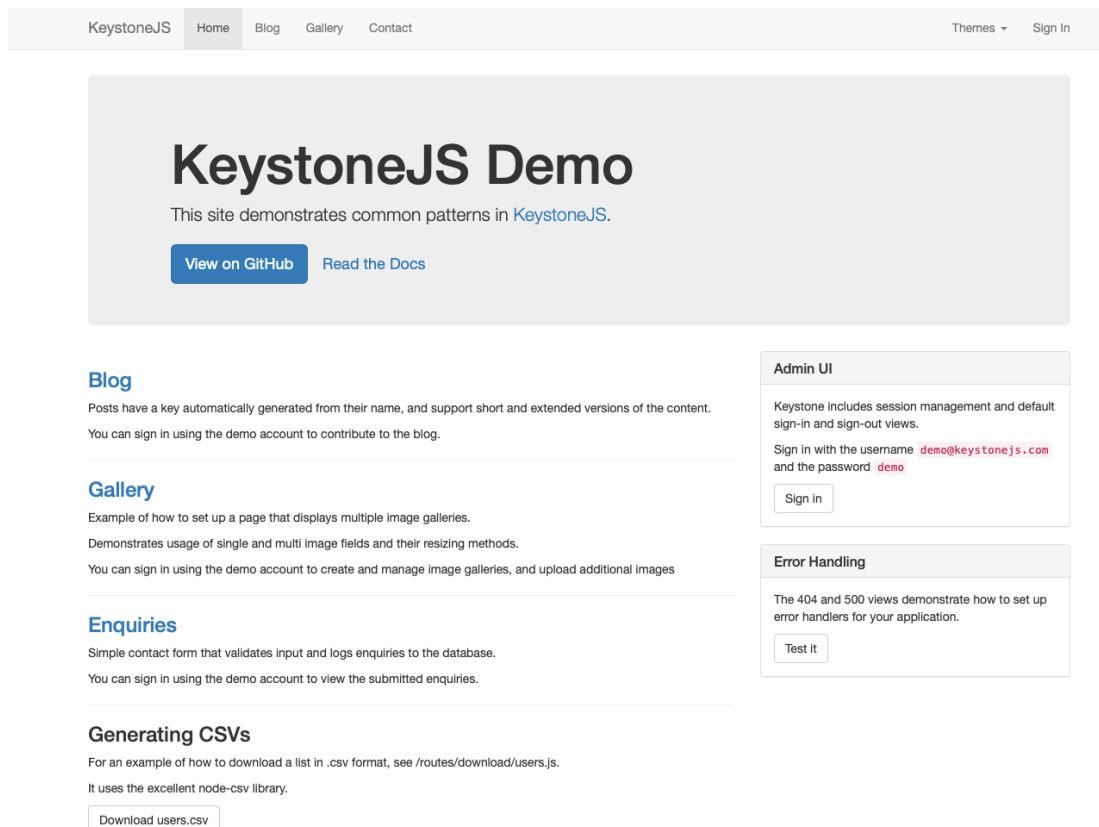 KeystoneJS Home Blog Gallery Contact Themes Sign In
KeystoneJS Demo
This site demonstrates common patterns in KeystoneJS.
View on GitHub Read the Docs
Blog
Posts have a key automatically generated from their name, and support short and extended versions of the content.
You can sign in using the demo account to contribute to the blog.
Gallery
Example of how to set up a page that displays multiple image galleries.
Demonstrates usage of single and multi image fields and their resizing methods.
You can sign in using the demo account to create and manage image galleries, and upload additional images
Enquiries
Simple contact form that validates input and logs enquiries to the database.
You can sign in using the demo account to view the submitted enquiries.
Generating CSVs
For an example of how to download a list in .csv format, see /routes/download/users.js.
It uses the excellent node-csv library.
Download users.csv
Admin UI
Keystone includes session management and default
sign-in and sign-out views.
Sign in with the username demo@keystonejs.com
and the password demo
Sign in
Error Handling
The 404 and 500 views demonstrate how to set up
error handlers for your application.
Test it